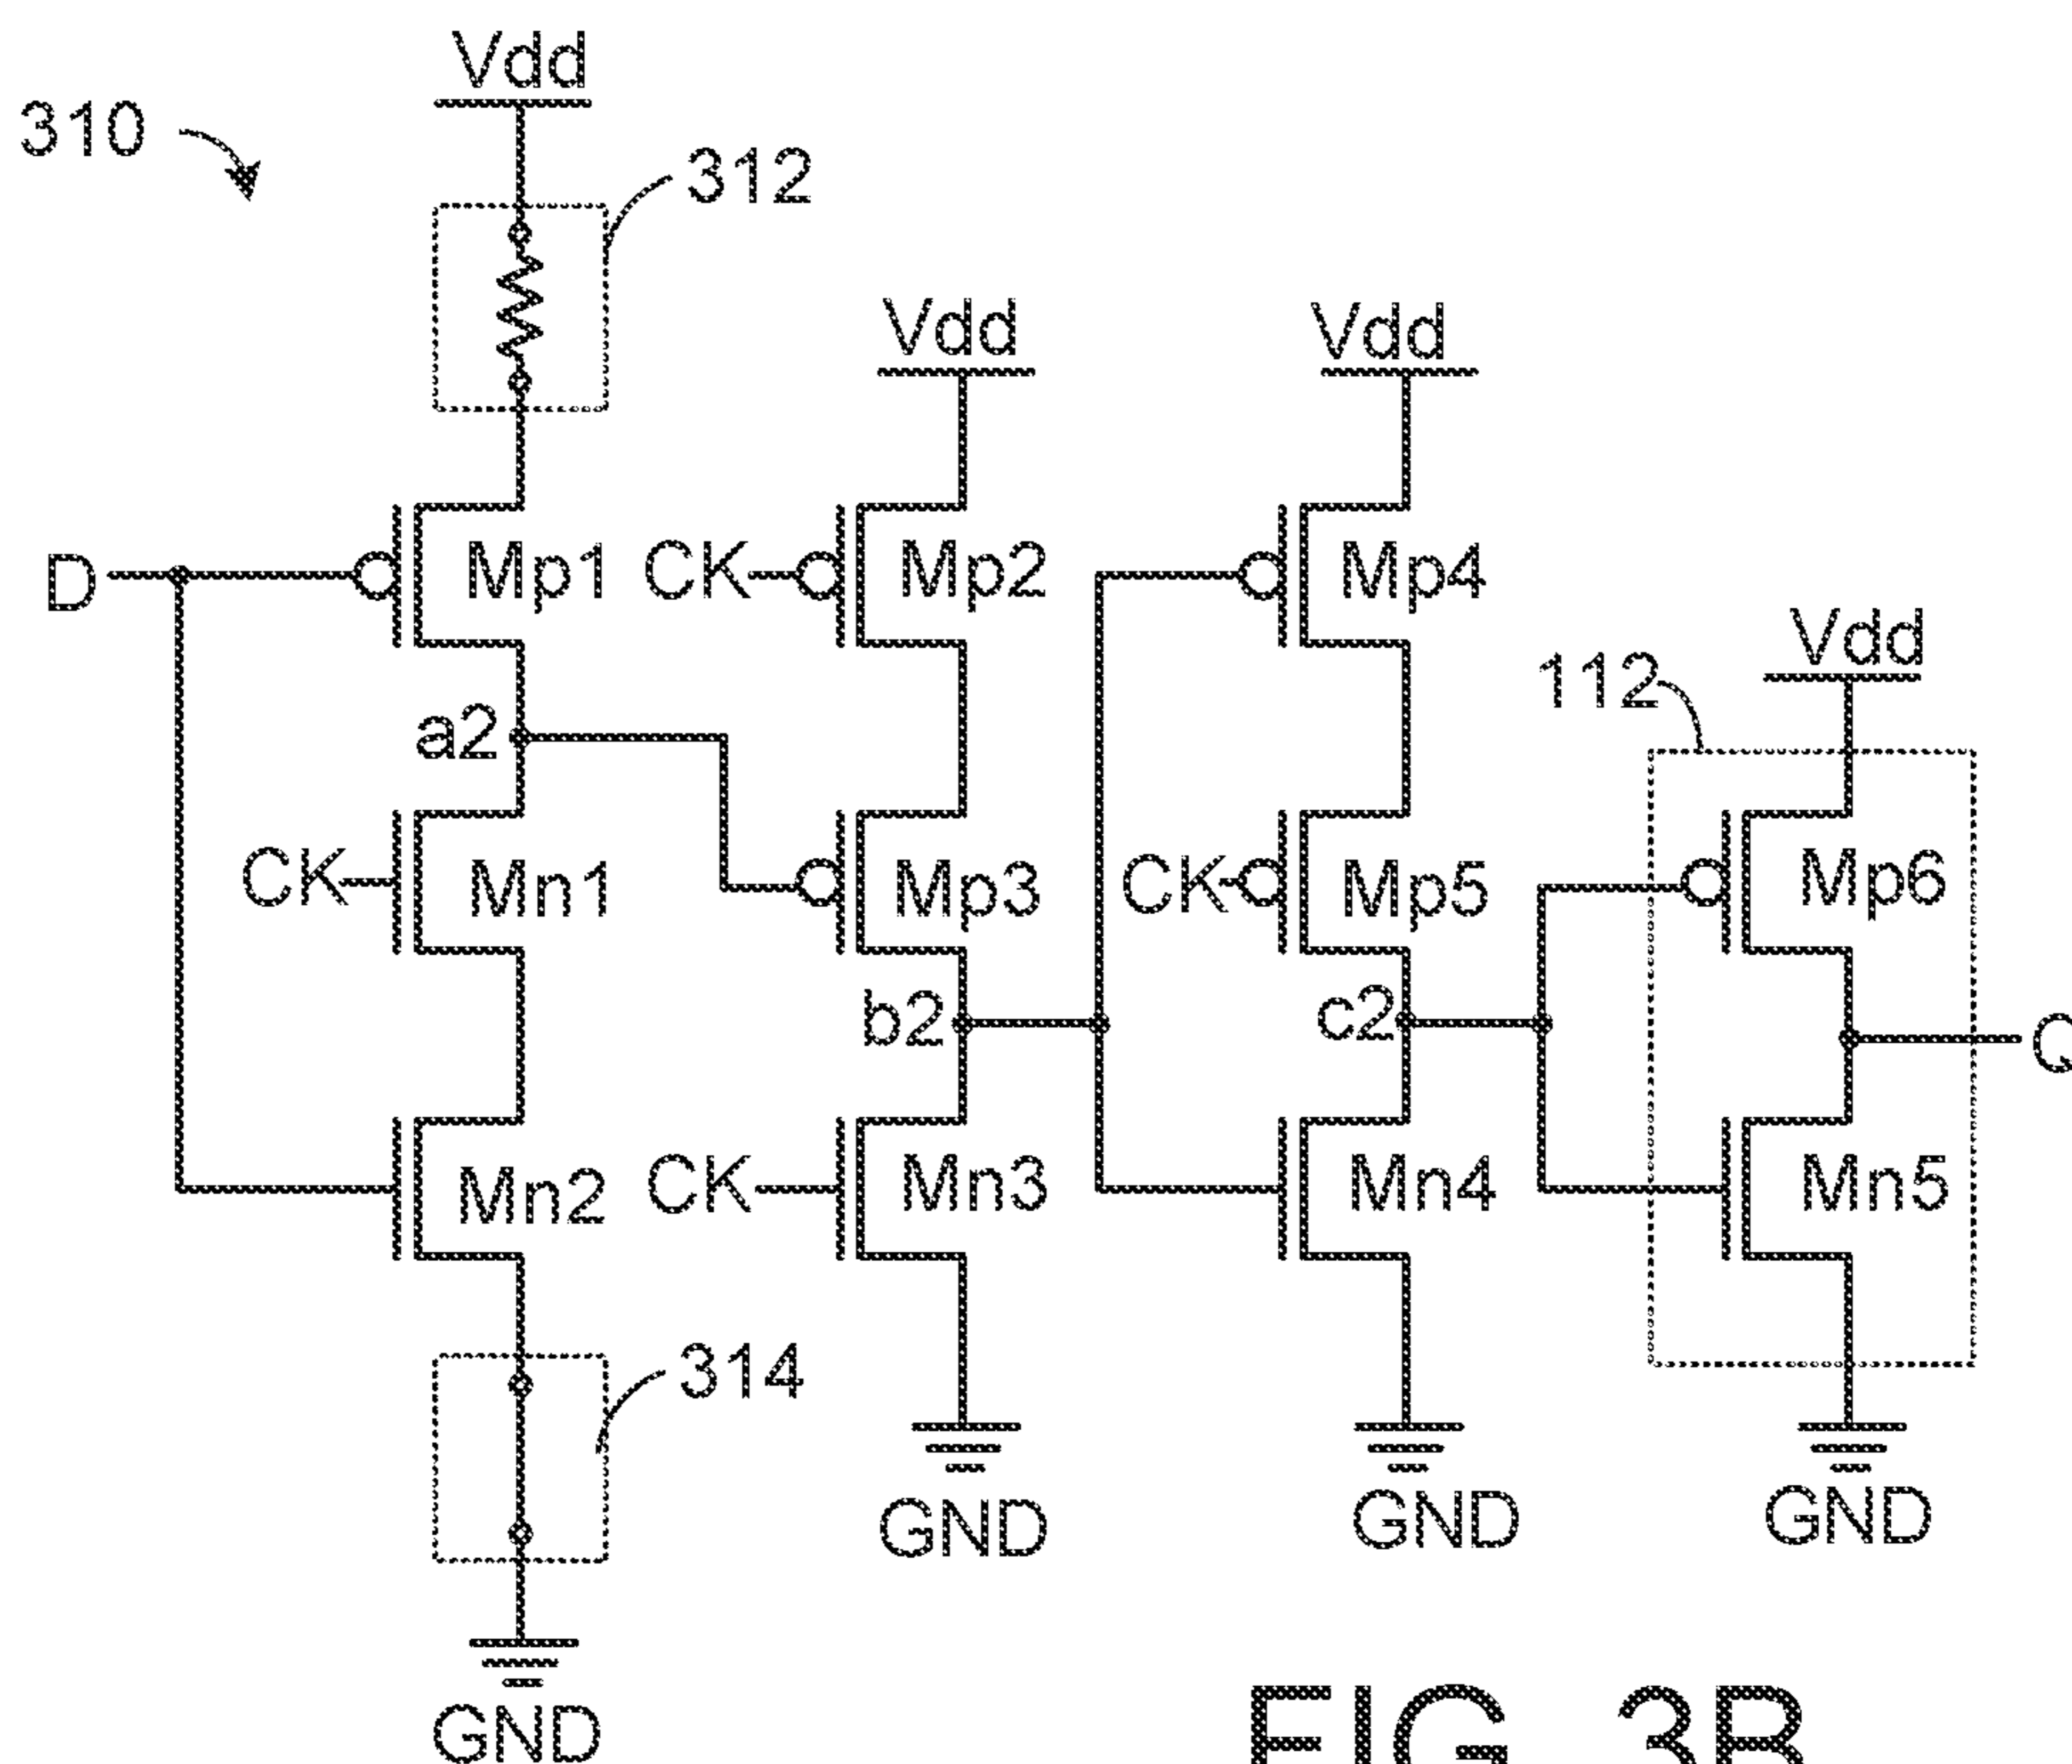 Vdd
310
312
Vdd
Vdd
D
Mp1
CK
Mp2
Mp4
Vdd
112
a2
CK
Mn1
Mp3
CK
Mp5
Mp6
b2
c2
Q
Mn2
CK
Mn3
Mn4
Mn5
314
GND
GND
GND
GND
FIG. 3B